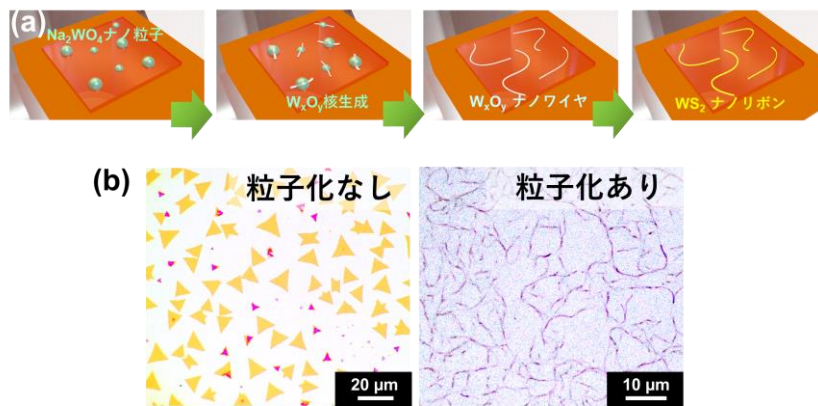 (a)
Na₂WO₄ナノ粒子
WₓOᵧ核生成
WₓOᵧ ナノワイヤ
WS₂ ナノリボン
(b)
粒子化なし
粒子化あり
20 μm
10 μm